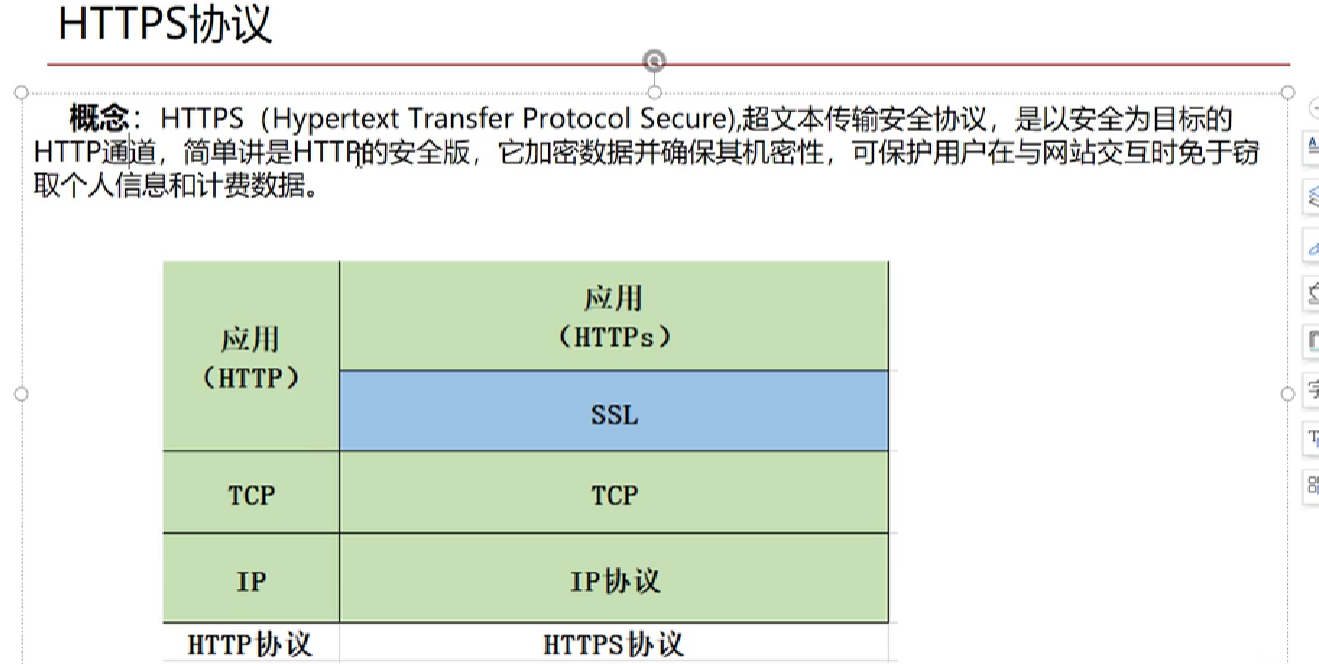 HTTPS协议
概念：HTTPS（Hypertext Transfer Protocol Secure),超文本传输安全协议，是以安全为目标的
HTTP通道，简单讲是HTTP的安全版，它加密数据并确保其机密性，可保护用户在与网站交互时免于窃
取个人信息和计费数据。
应用
（HTTP）
应用
（HTTPs）
SSL
TCP
TCP
IP
IP协议
HTTP协议
HTTPS协议